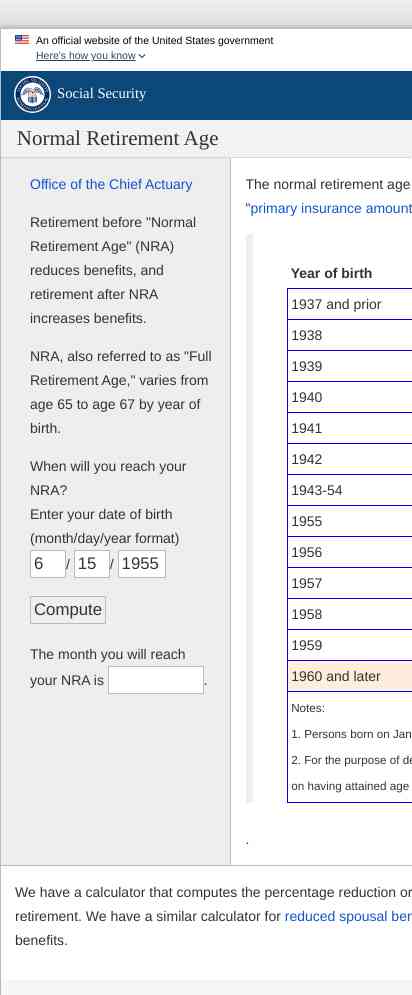 An official website of the United States government
Here's how you know
Social Security
Normal Retirement Age
Office of the Chief Actuary
Retirement before "Normal
Retirement Age" (NRA)
reduces benefits, and
retirement after NRA
increases benefits.
NRA, also referred to as "Full
Retirement Age," varies from
age 65 to age 67 by year of
birth.
When will you reach your
NRA?
Enter your date of birth
(month/day/year format)
6 / 15 / 1955
Compute
The month you will reach
your NRA is .
The normal retirement age
"primary insurance amount
Year of birth
1937 and prior
1938
1939
1940
1941
1942
1943-54
1955
1956
1957
1958
1959
1960 and later
Notes:
1. Persons born on Jan
2. For the purpose of de
on having attained age
.
We have a calculator that computes the percentage reduction or
retirement. We have a similar calculator for reduced spousal ber
benefits.